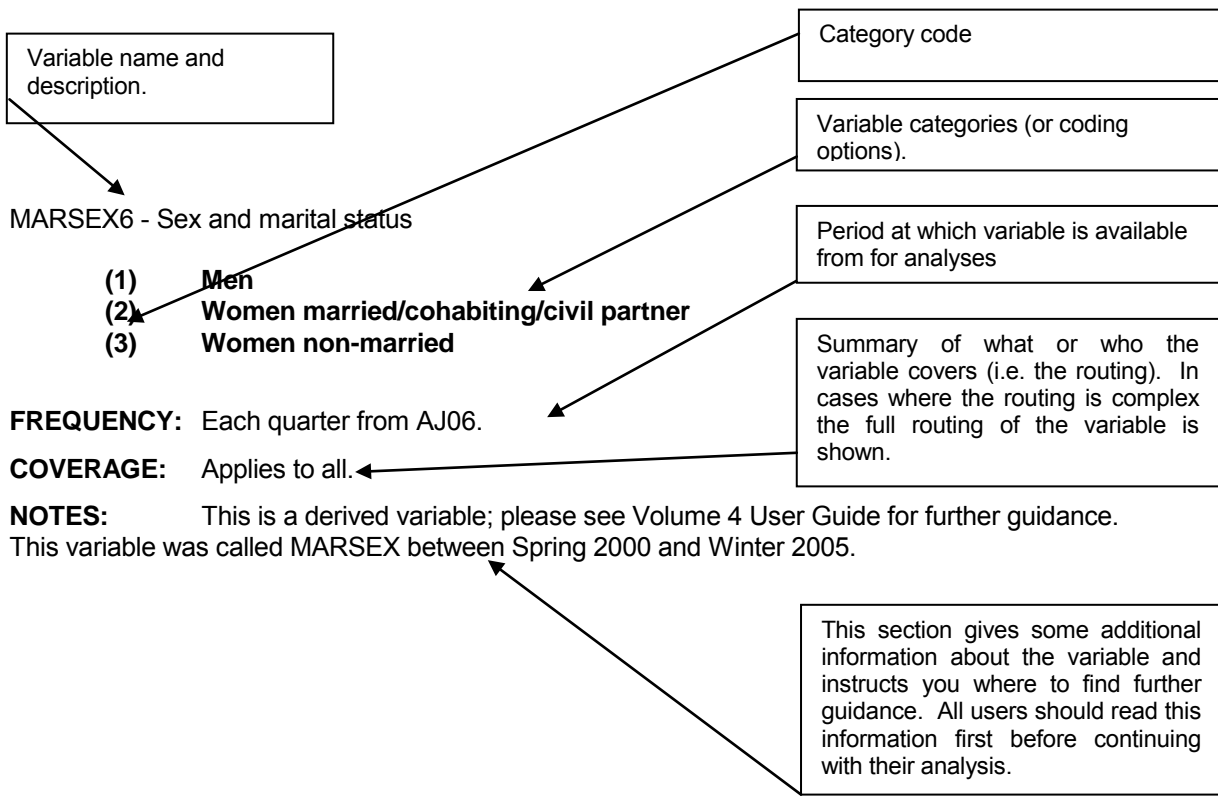 Category code
Variable name and
description.
Variable categories (or coding
options).
MARSEX6 - Sex and marital status
Period at which variable is available
from for analyses
(1) Men
(2) Women married/cohabiting/civil partner
(3) Women non-married
Summary of what or who the
variable covers (i.e. the routing). In
cases where the routing is complex
the full routing of the variable is
shown.
FREQUENCY: Each quarter from AJ06.
COVERAGE: Applies to all.
NOTES: This is a derived variable; please see Volume 4 User Guide for further guidance.
This variable was called MARSEX between Spring 2000 and Winter 2005.
This section gives some additional
information about the variable and
instructs you where to find further
guidance. All users should read this
information first before continuing
with their analysis.